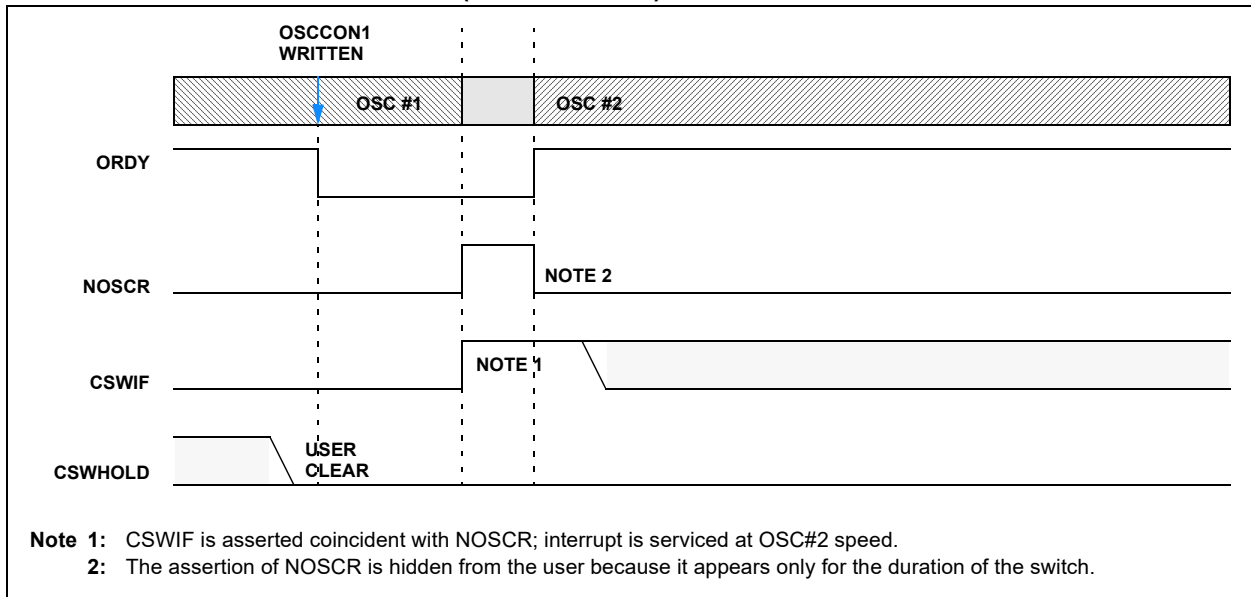 OSCCON1
WRITTEN
OSC #1
OSC #2
ORDY
NOSCR
NOTE 2
CSWIF
NOTE 1
CSWHOLD
USER
CLEAR
Note 1: CSWIF is asserted coincident with NOSCR; interrupt is serviced at OSC#2 speed.
2: The assertion of NOSCR is hidden from the user because it appears only for the duration of the switch.